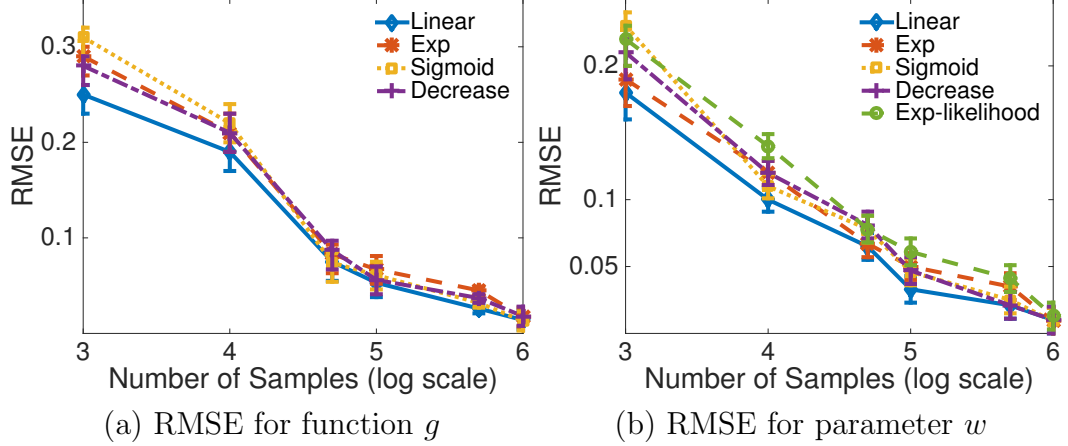 Linear
Exp
Sigmoid
Decrease
0.3
0.2
0.1
RMSE
3 4 5 6
Number of Samples (log scale)
(a) RMSE for function g
Linear
Exp
Sigmoid
Decrease
Exp-likelihood
0.2
0.1
0.05
RMSE
3 4 5 6
Number of Samples (log scale)
(b) RMSE for parameter w